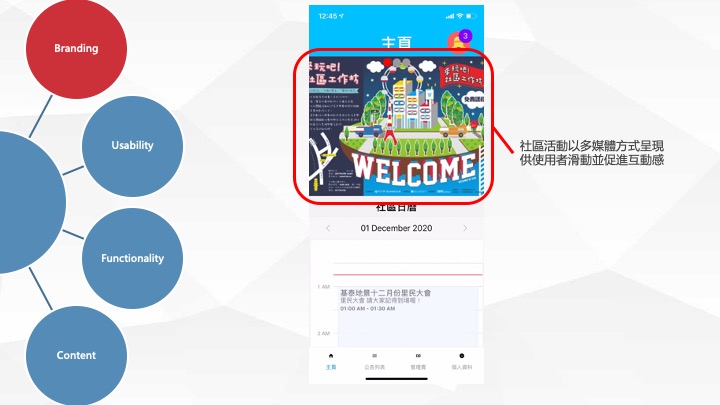 Branding
Usability
Functionality
Content
12:45
主頁
3
來玩吧!
社區工作坊
來玩吧!
社區工作坊
免費課程
WELCOME
社區日曆
01 December 2020
1 AM
基泰地景十二月份里民大會
里民大會 請大家記得到場喔!
01:00 AM - 01:30 AM
2 AM
主頁
公告列表
管理費
個人資料
社區活動以多媒體方式呈現
供使用者滑動並促進互動感